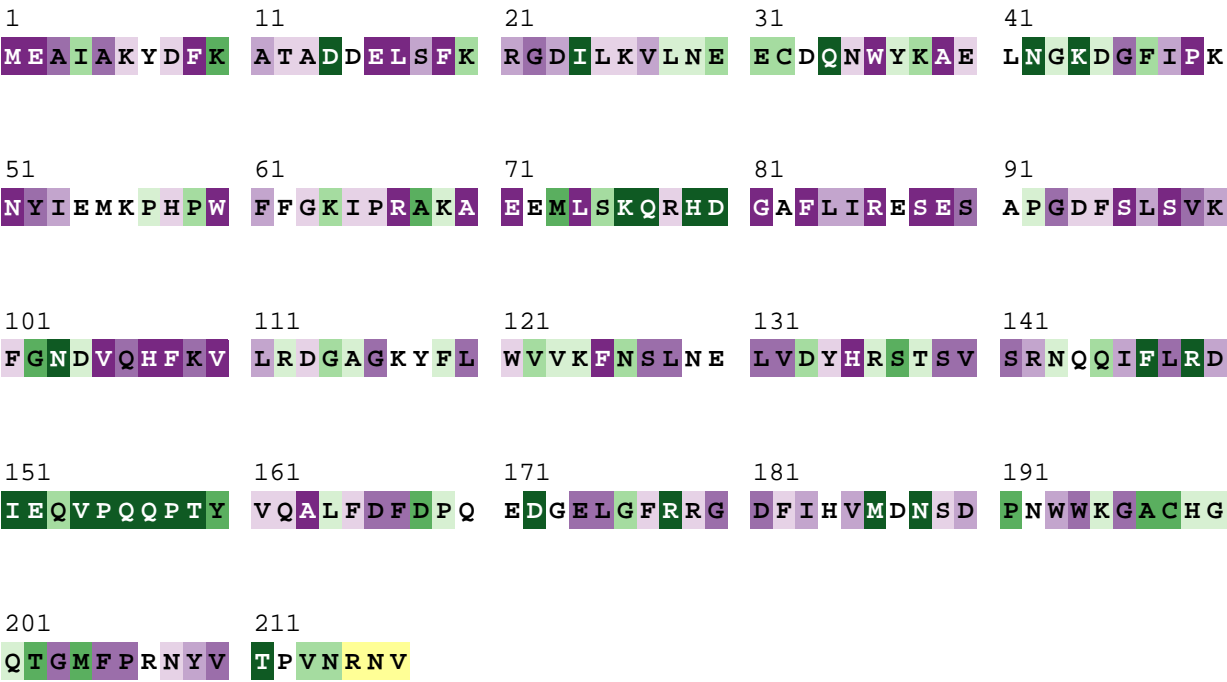 1 11 21 31 41
MEAIAKYDFK ATADDELSFK RGDILKVLNE ECDQNWYKAE LNGKDGFIPK
51 61 71 81 91
NYIEMKPHPW FFGKIPRAKA EEMLSKQRHD GAFLIRESES APGDFSLSVK
101 111 121 131 141
FGNDVQHFKV LRDGAGKYFL WVVKFNSLNE LVDYHRSTSV SRNQQIFLRD
151 161 171 181 191
IEQVPQQPTY VQALFDFDPQ EDGELGFRRG DFIHVMDNSD PNWWKGACHG
201 211
QTGMFPRNYV TPVNRNV